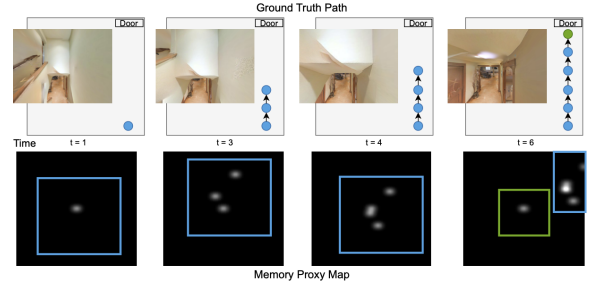 Ground Truth Path
Door
Door
Door
Door
Time
t = 1
t = 3
t = 4
t = 6
Memory Proxy Map